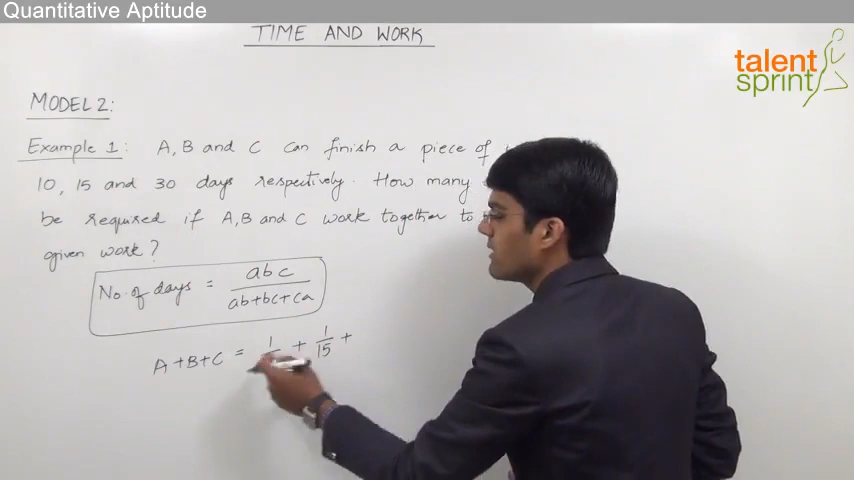 Quantitative Aptitude
TIME AND WORK
talent
sprint
MODEL 2:
Example 1: A, B and C can finish a piece of
10, 15 and 30 days respectively. How many
be required if A, B and C work together to
given work?
No. of days = abc / ab+bc+ca
A+B+C = 1/ + 1/15 +